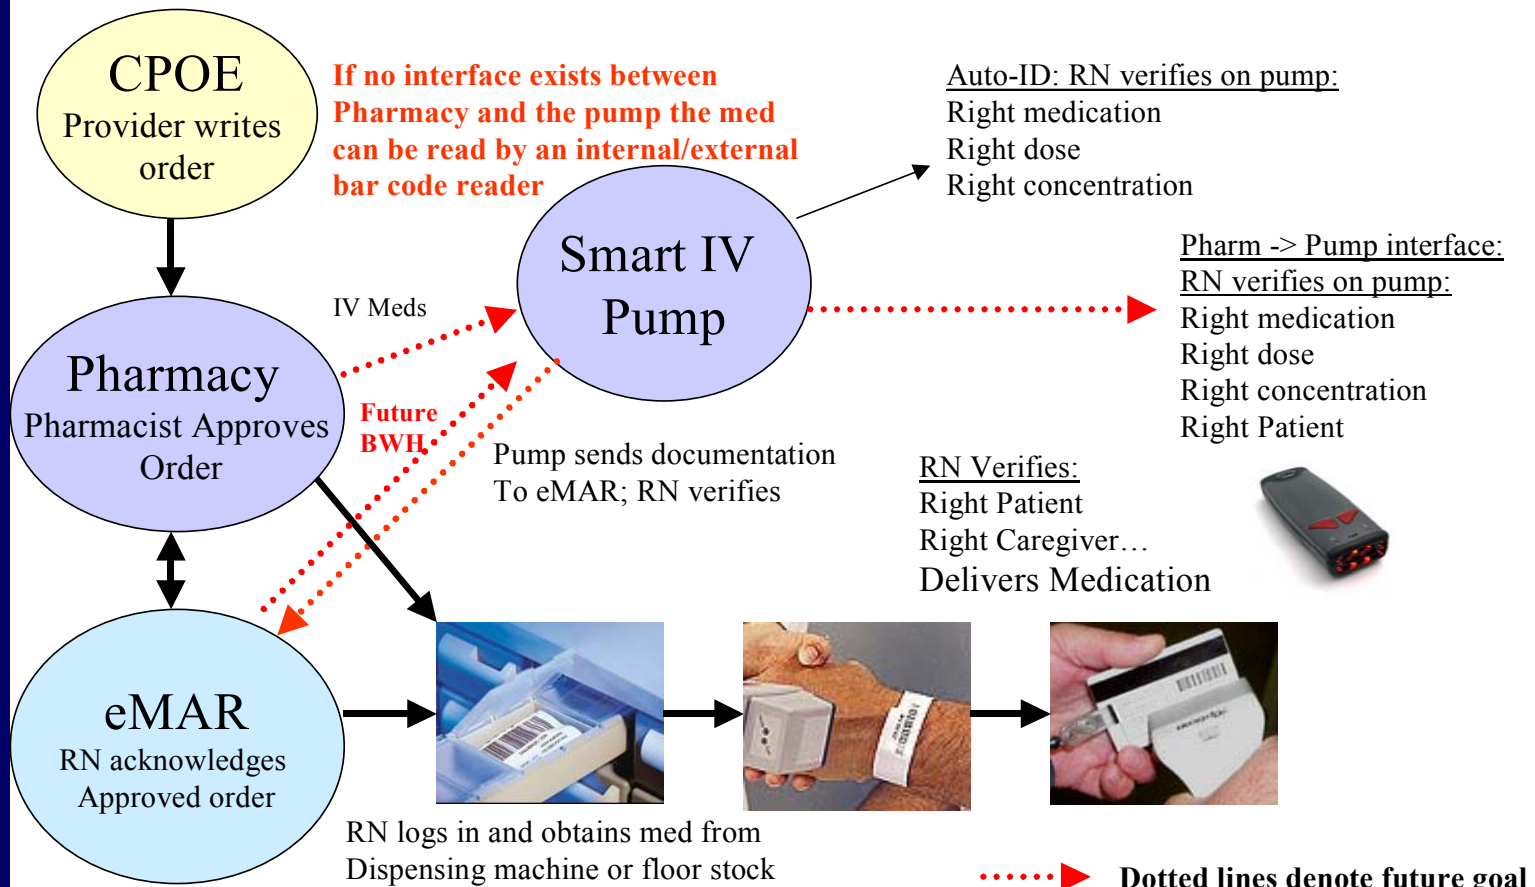 CPOE
Provider writes
order
If no interface exists between
Pharmacy and the pump the med
can be read by an internal/external
bar code reader
Auto-ID: RN verifies on pump:
Right medication
Right dose
Right concentration
Smart IV
Pump
Pharm -> Pump interface:
RN verifies on pump:
Right medication
Right dose
Right concentration
Right Patient
IV Meds
Pharmacy
Pharmacist Approves
Order
Future
BWH
Pump sends documentation
To eMAR; RN verifies
RN Verifies:
Right Patient
Right Caregiver…
Delivers Medication
eMAR
RN acknowledges
Approved order
RN logs in and obtains med from
Dispensing machine or floor stock
Dotted lines denote future goal